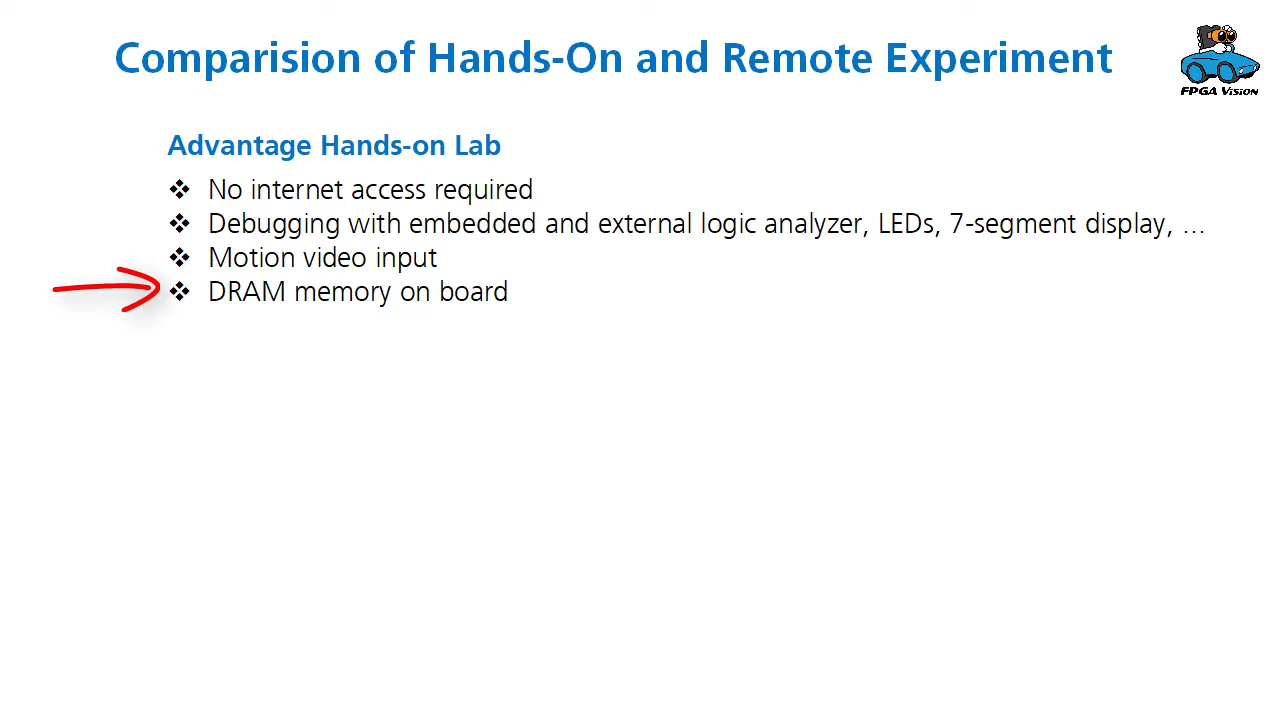 Comparision of Hands-On and Remote Experiment
FPGA Vision
Advantage Hands-on Lab
❖ No internet access required
❖ Debugging with embedded and external logic analyzer, LEDs, 7-segment display, ...
❖ Motion video input
❖ DRAM memory on board